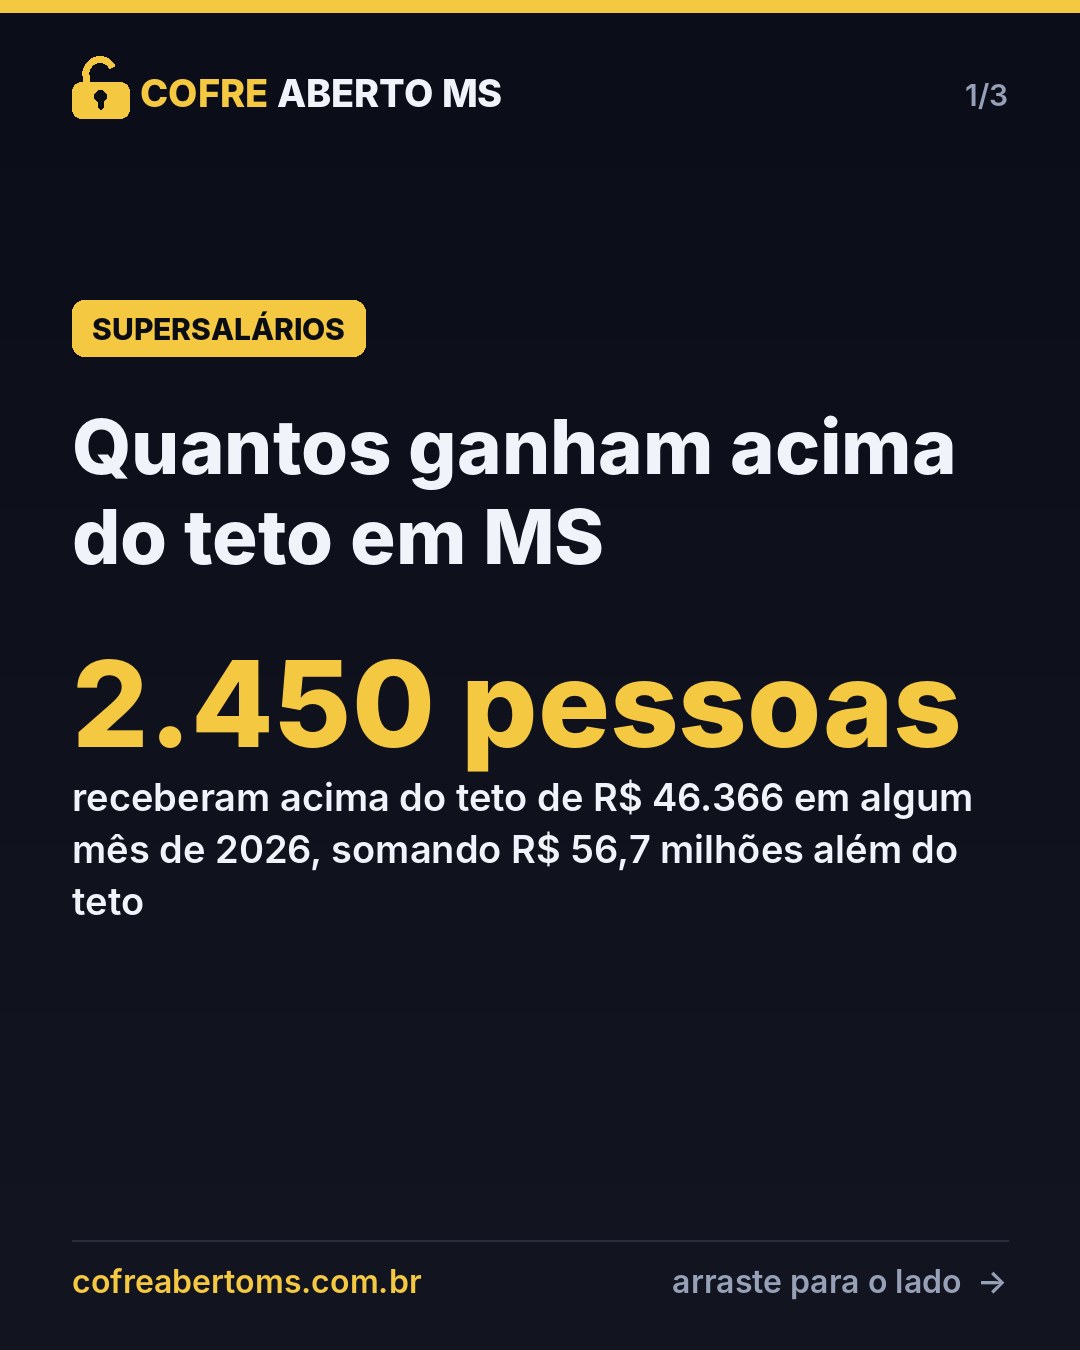 COFRE ABERTO MS
1/3
SUPERSALÁRIOS
Quantos ganham acima
do teto em MS
2.450 pessoas
receberam acima do teto de R$ 46.366 em algum
mês de 2026, somando R$ 56,7 milhões além do
teto
cofreabertoms.com.br
arraste para o lado →